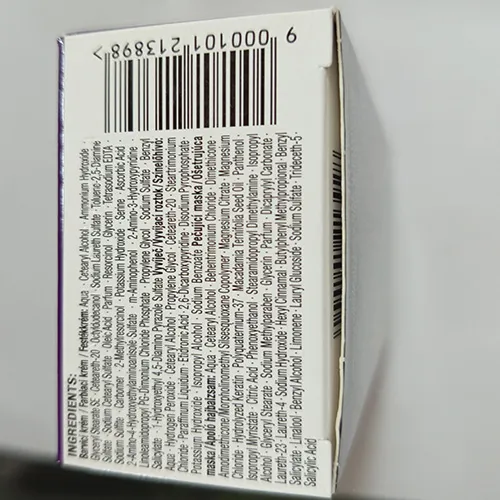 INGREDIENTS:
Barvicí krém / Farbiaci krém / Festékkrém: Aqua · Cetearyl Alcohol · Ammonium Hydroxide ·
Glyceryl Stearate SE · Ceteareth-20 · Octyldodecanol · Sodium Laureth Sulfate · Toluene-2,5-Diamine
Sulfate · Sodium Cetearyl Sulfate · Oleic Acid · Parfum · Resorcinol · Glycerin · Tetrasodium EDTA ·
Sodium Sulfite · Carbomer · 2-Methylresorcinol · Potassium Hydroxide · Serine · Ascorbic Acid ·
2-Amino-4-Hydroxyethylaminoanisole Sulfate · m-Aminophenol · 2-Amino-3-Hydroxypyridine ·
Linoleamidopropyl PG-Dimonium Chloride Phosphate · Propylene Glycol · Sodium Sulfate · Benzyl
Salicylate · 1-Hydroxyethyl 4,5-Diamino Pyrazole Sulfate Vyvíječ/Vyvíjací roztok/Színelőhívó:
Aqua · Hydrogen Peroxide · Cetearyl Alcohol · Propylene Glycol · Ceteareth-20 · Steartrimonium
Chloride · Paraffinum Liquidum · Etidronic Acid · 2,6-Dicarboxypyridine · Disodium Pyrophosphate ·
Potassium Hydroxide · Isopropyl Alcohol · Sodium Benzoate Pečující maska/Ošetrujúca
maska/Ápoló hajbalzsam: Aqua · Cetearyl Alcohol · Behentrimonium Chloride · Dimethicone ·
Amodimethicone/Morpholinomethyl Silsesquioxane Copolymer · Magnesium Citrate · Magnesium
Chloride · Hydrolyzed Keratin · Polyquaternium-37 · Macadamia Ternifolia Seed Oil · Panthenol ·
Isopropyl Myristate · Citric Acid · Phenoxyethanol · Stearamidopropyl Dimethylamine · Isopropyl
Alcohol · Glyceryl Stearate · Sodium Methylparaben · Glycerin · Parfum · Dicaprylyl Carbonate ·
Laureth-23 · Laureth-4 · Sodium Hydroxide · Hexyl Cinnamal · Butylphenyl Methylpropional · Benzyl
Salicylate · Linalool · Benzyl Alcohol · Limonene · Lauryl Glucoside · Sodium Sulfate · Trideceth-5 ·
Salicylic Acid
9 000101 213898 >